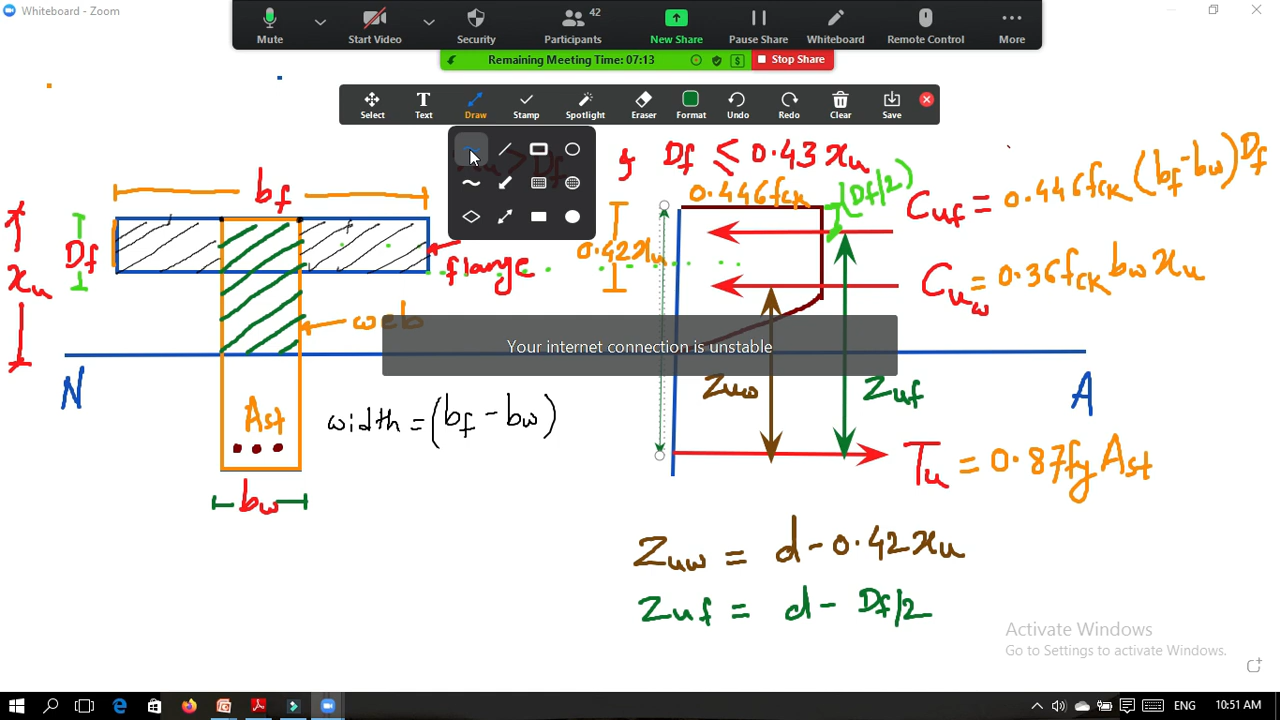 Whiteboard - Zoom
Mute
Start Video
Security
42
Participants
New Share
Pause Share
Whiteboard
Remote Control
More
Remaining Meeting Time: 07:13
Stop Share
Select
Text
Draw
Stamp
Spotlight
Eraser
Format
Undo
Redo
Clear
Save
& Df ≤ 0.43 xu
bf
0.446fck
(Df/2)
Cuf = 0.446fck (bf-bw) Df
xu
Df
flange
0.42xu
Cuw = 0.36fck bw xu
web
Your internet connection is unstable
N
A
Ast
width = (bf - bw)
Zuw
Zuf
Tu = 0.87fy Ast
bw
Zuw = d - 0.42xu
Zuf = d - Df/2
Activate Windows
Go to Settings to activate Windows.
ENG
10:51 AM